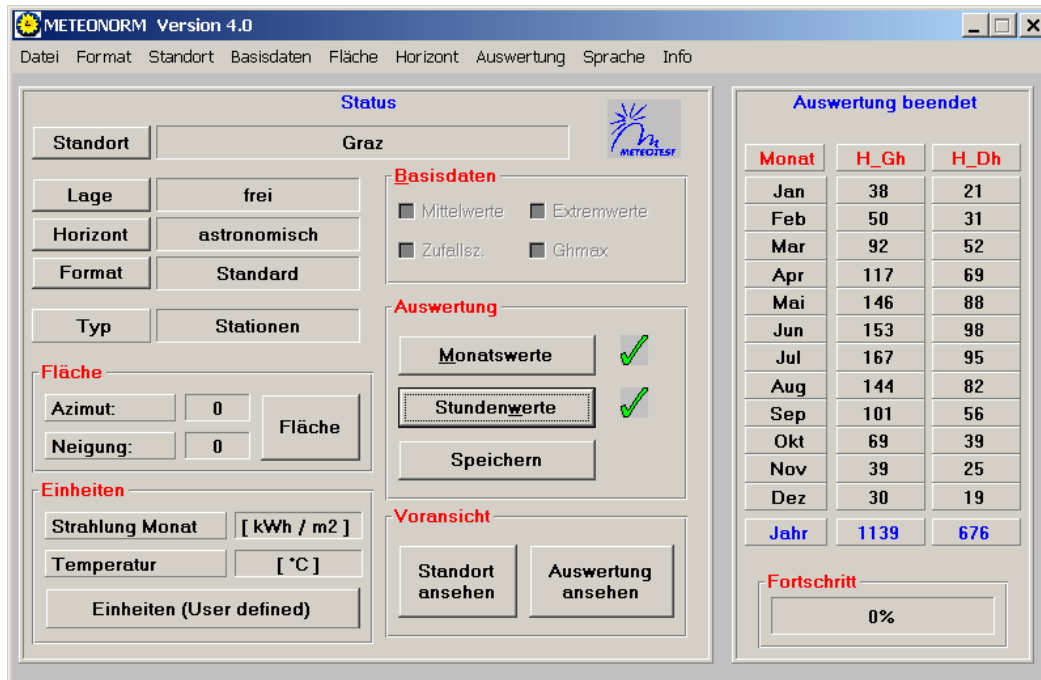 METEONORM Version 4.0
Datei Format Standort Basisdaten Fläche Horizont Auswertung Sprache Info
Status
Standort Graz
METEOTEST
Lage frei
Horizont astronomisch
Format Standard
Typ Stationen
Fläche
Azimut: 0
Neigung: 0
Fläche
Einheiten
Strahlung Monat [ kWh / m2 ]
Temperatur [ °C ]
Einheiten (User defined)
Basisdaten
Mittelwerte Extremwerte
Zufallsz. Ghmax
Auswertung
Monatswerte
Stundenwerte
Speichern
Voransicht
Standort
ansehen
Auswertung
ansehen
Auswertung beendet
Monat H_Gh H_Dh
Jan 38 21
Feb 50 31
Mar 92 52
Apr 117 69
Mai 146 88
Jun 153 98
Jul 167 95
Aug 144 82
Sep 101 56
Okt 69 39
Nov 39 25
Dez 30 19
Jahr 1139 676
Fortschritt
0%